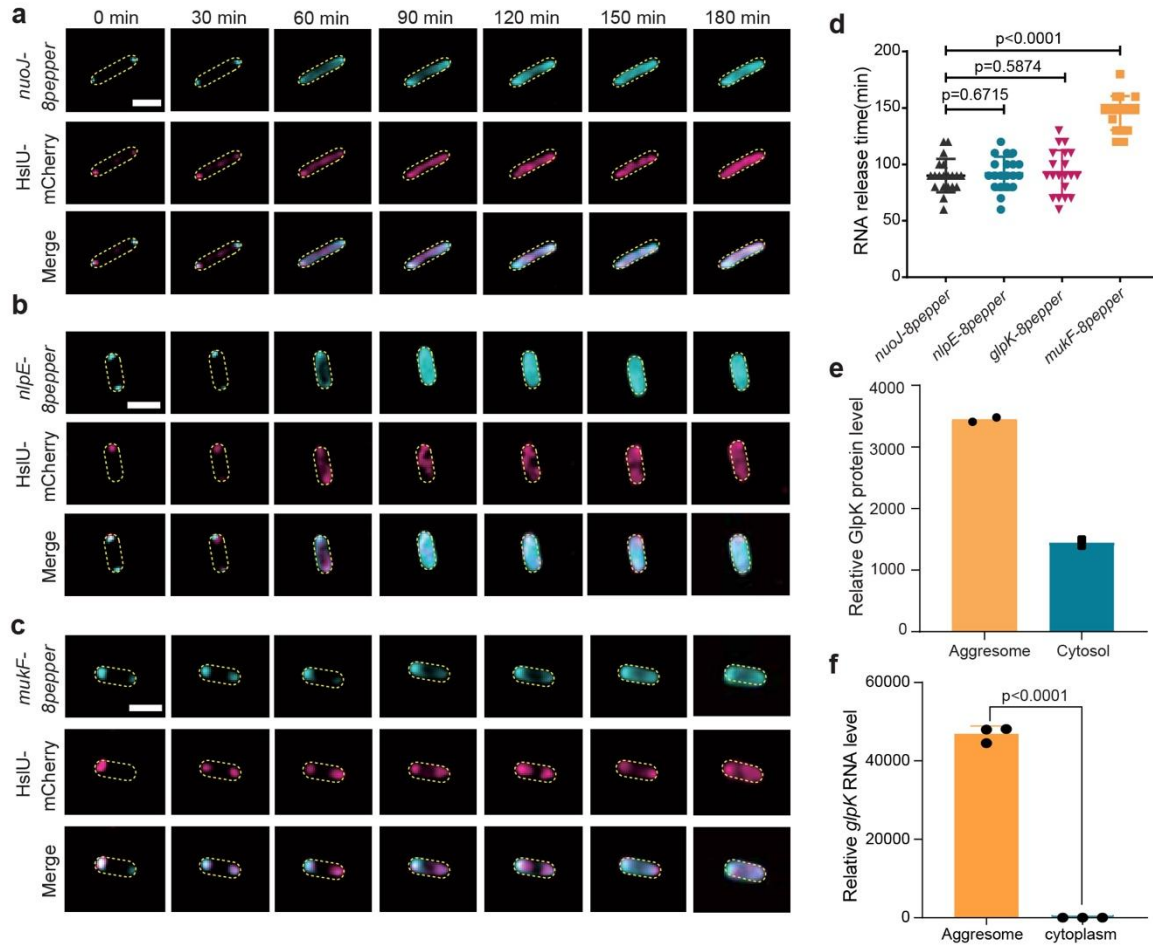 a
0 min 30 min 60 min 90 min 120 min 150 min 180 min
nuoJ-
8pepper
HslU-
mCherry
Merge
b
nlpE-
8pepper
HslU-
mCherry
Merge
c
mukF-
8pepper
HslU-
mCherry
Merge
d
RNA release time(min)
200
150
100
50
0
p<0.0001
p=0.5874
p=0.6715
nuoJ-8pepper
nlpE-8pepper
glpK-8pepper
mukF-8pepper
e
Relative GlpK protein level
4000
3000
2000
1000
0
Aggresome Cytosol
f
Relative glpK RNA level
60000
40000
20000
0
p<0.0001
Aggresome cytoplasm